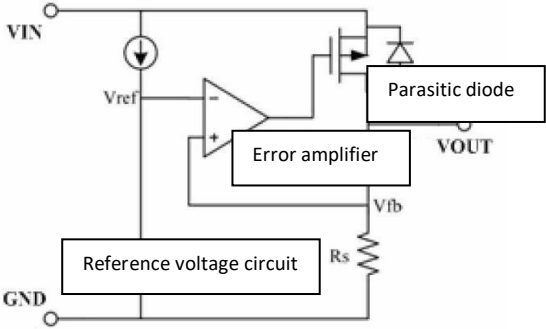 VIN
Parasitic diode
Vref
−
+
Error amplifier
VOUT
Vfb
Reference voltage circuit
Rs
GND